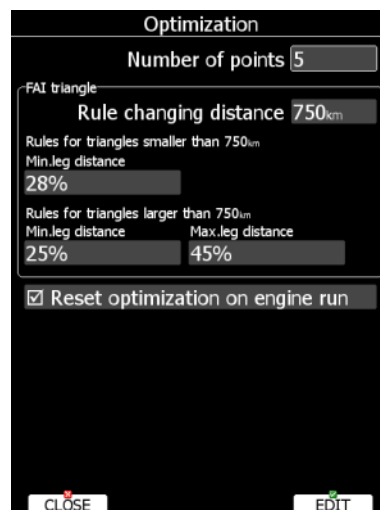 Optimization
Number of points 5
FAI triangle
Rule changing distance 750km
Rules for triangles smaller than 750km
Min.leg distance
28%
Rules for triangles larger than 750km
Min.leg distance Max.leg distance
25% 45%
Reset optimization on engine run
CLOSE EDIT